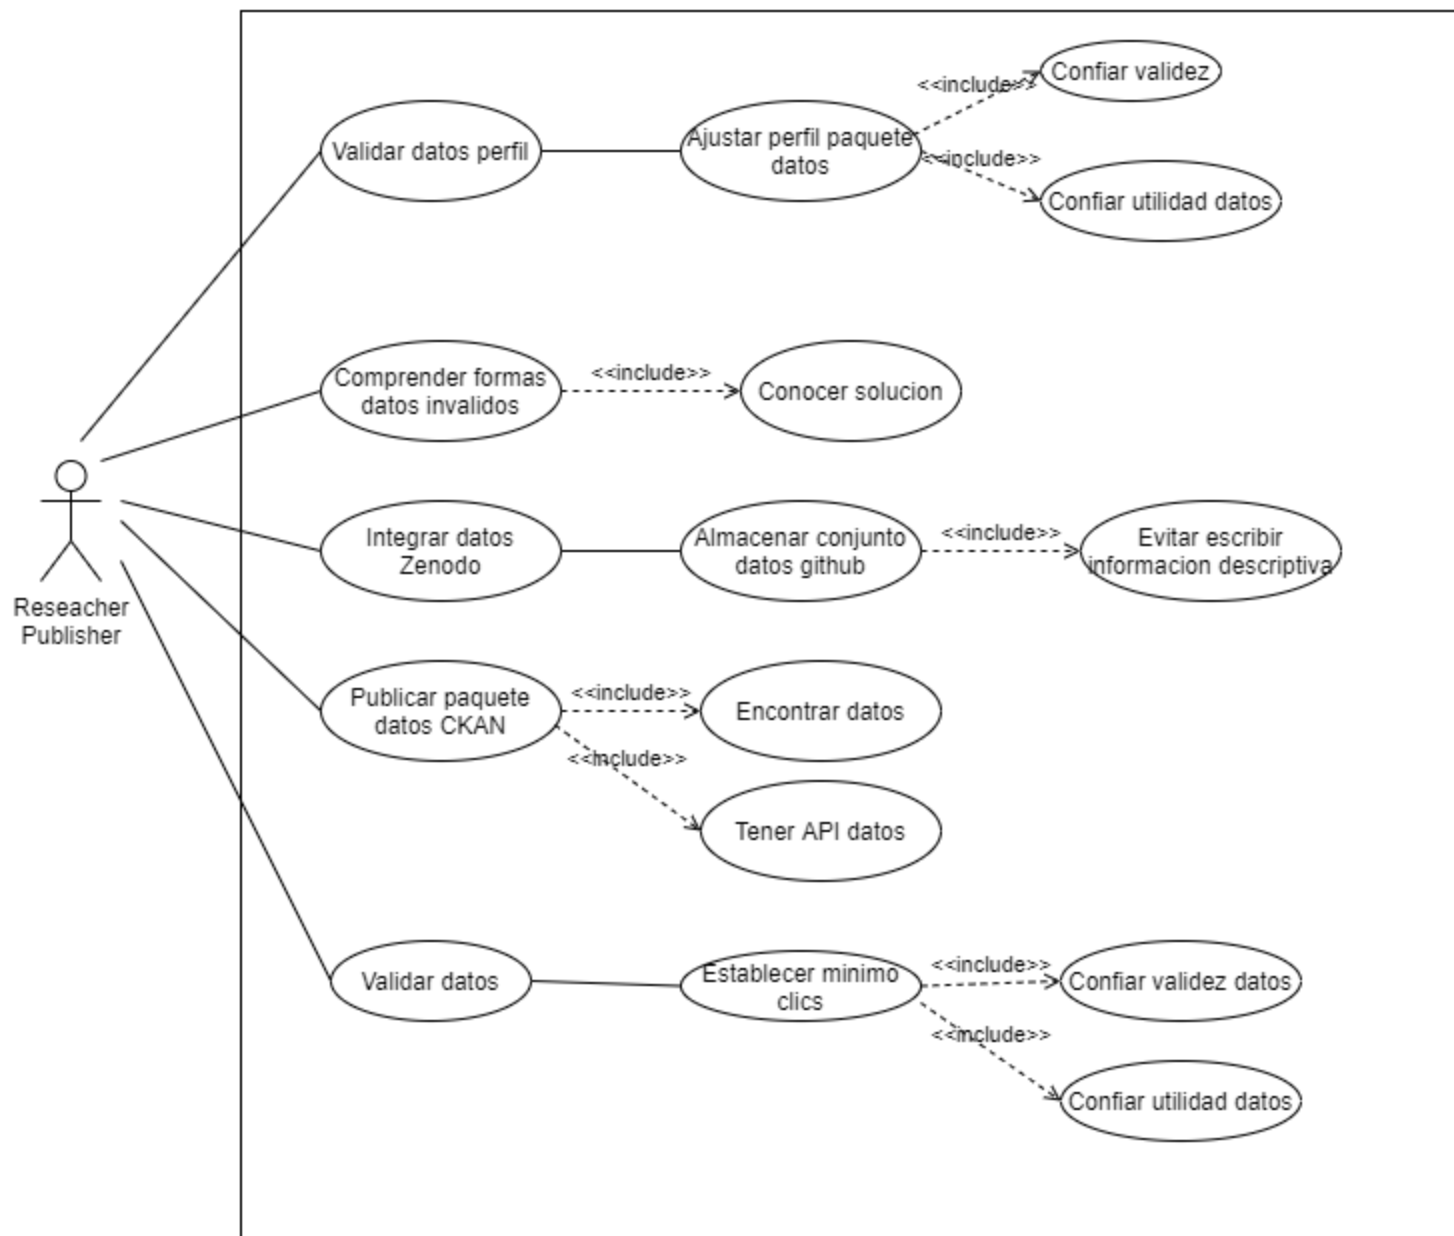 Confiar validez
<<include>>
Validar datos perfil
Ajustar perfil paquete
datos
<<include>>
Confiar utilidad datos
Comprender formas
datos invalidos
<<include>>
Conocer solucion
Reseacher
Publisher
Integrar datos
Zenodo
Almacenar conjunto
datos github
<<include>>
Evitar escribir
informacion descriptiva
Publicar paquete
datos CKAN
<<include>>
Encontrar datos
<<include>>
Tener API datos
Validar datos
Establecer minimo
clics
<<include>>
Confiar validez datos
<<include>>
Confiar utilidad datos